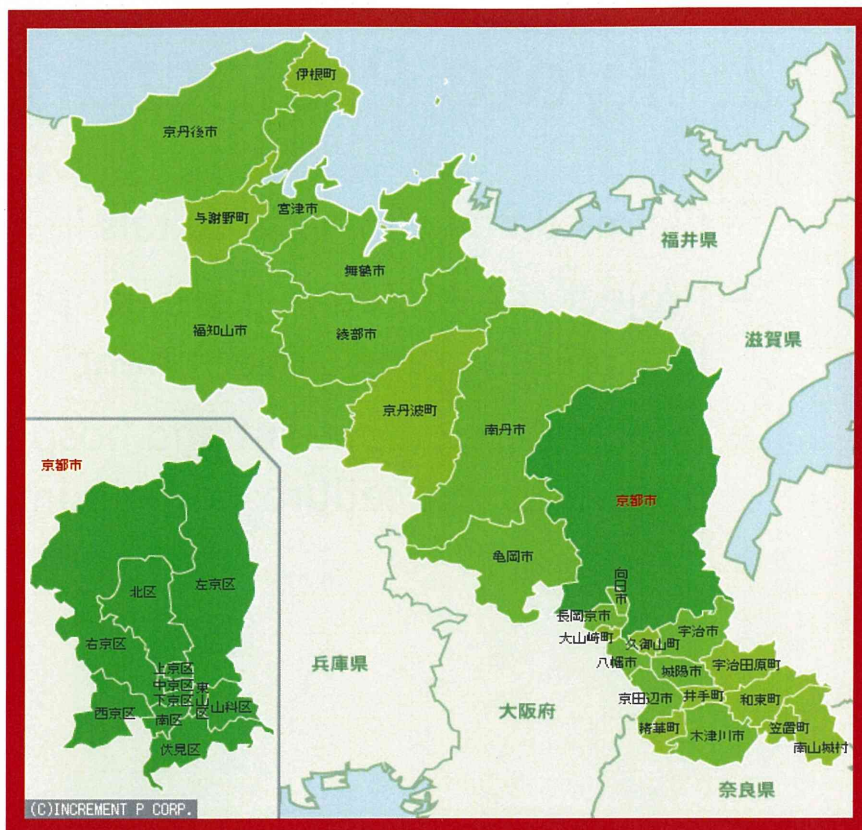 伊根町
京丹後市
与謝野町
宮津市
舞鶴市
福井県
福知山市
綾部市
滋賀県
京丹波町
南丹市
京都市
京都市
亀岡市
向日市
長岡京市
大山崎町
久御山町
宇治市
八幡市
城陽市
宇治田原町
京田辺市
井手町
和束町
精華町
木津川市
笠置町
南山城村
兵庫県
大阪府
奈良県
左京区
北区
右京区
上京区
中京区
下京区
東山区
山科区
西京区
南区
伏見区
(C)INCREMENT P CORP.